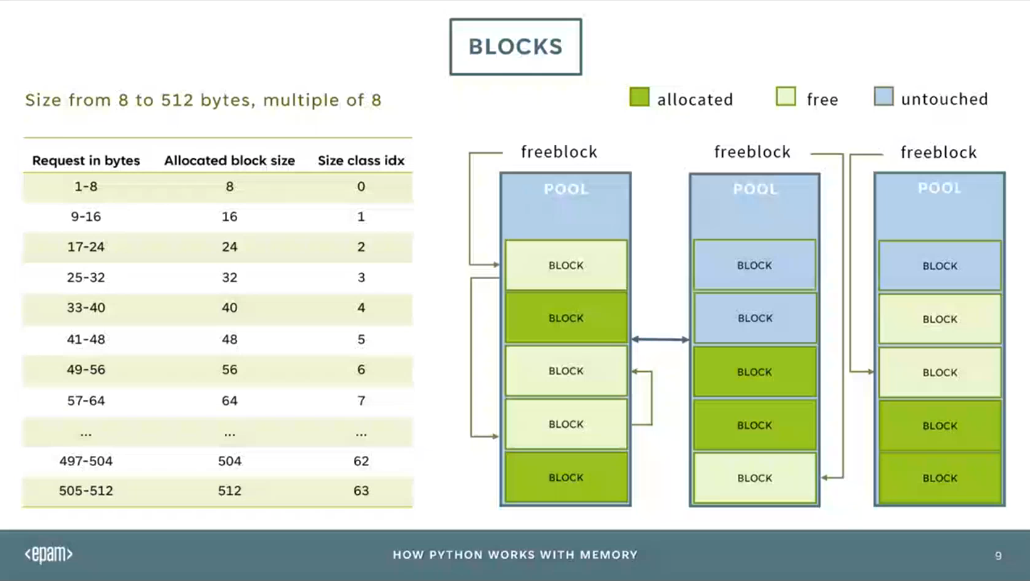 BLOCKS
Size from 8 to 512 bytes, multiple of 8
allocated
free
untouched
Request in bytes Allocated block size Size class idx
1-8 8 0
9-16 16 1
17-24 24 2
25-32 32 3
33-40 40 4
41-48 48 5
49-56 56 6
57-64 64 7
... ... ...
497-504 504 62
505-512 512 63
freeblock
POOL
BLOCK
BLOCK
BLOCK
BLOCK
BLOCK
freeblock
POOL
BLOCK
BLOCK
BLOCK
BLOCK
BLOCK
freeblock
POOL
BLOCK
BLOCK
BLOCK
BLOCK
BLOCK
<epam>
HOW PYTHON WORKS WITH MEMORY
9